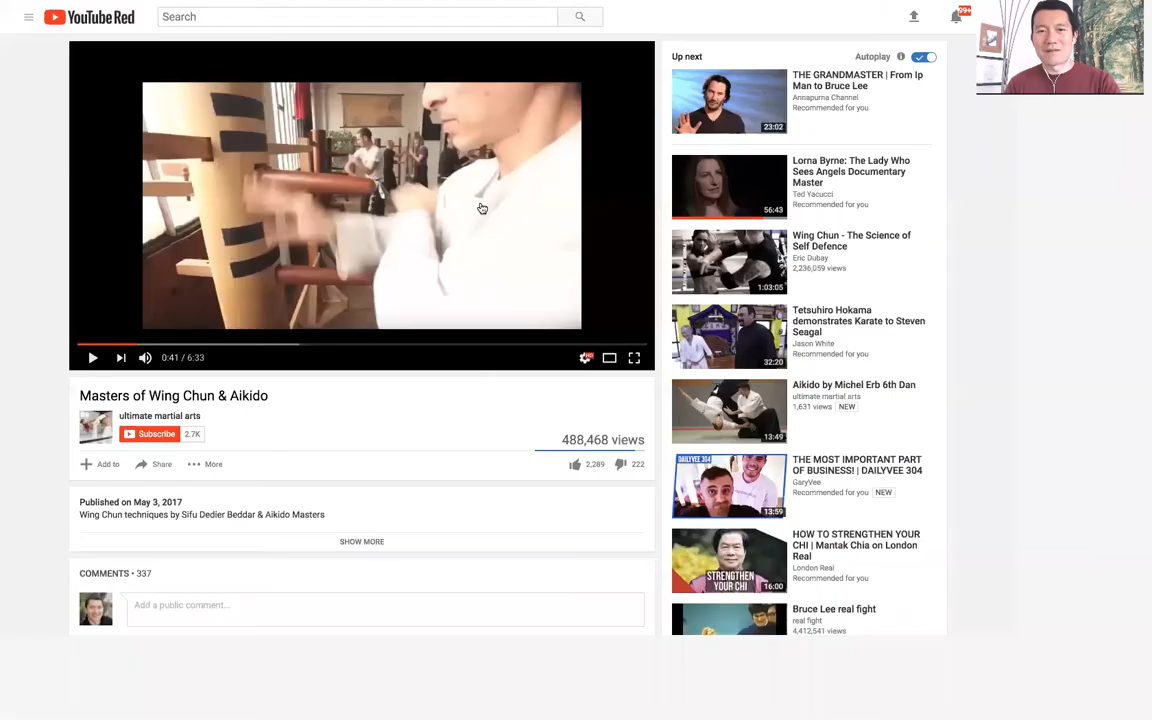 YouTube Red
Search
99+
Up next
Autoplay
THE GRANDMASTER | From Ip
Man to Bruce Lee
Annapurna Channel
Recommended for you
23:02
Lorna Byrne: The Lady Who
Sees Angels Documentary
Master
Ted Yacucci
Recommended for you
56:43
Wing Chun - The Science of
Self Defence
Eric Dubay
2,236,059 views
1:03:05
Tetsuhiro Hokama
demonstrates Karate to Steven
Seagal
Jason White
Recommended for you
32:20
Aikido by Michel Erb 6th Dan
ultimate martial arts
1,631 views NEW
13:49
DAILYVEE 304
THE MOST IMPORTANT PART
OF BUSINESS! | DAILYVEE 304
GaryVee
Recommended for you NEW
13:59
HOW TO STRENGTHEN YOUR
CHI | Mantak Chia on London
Real
London Real
Recommended for you
STRENGTHEN
YOUR CHI
16:00
Bruce Lee real fight
real fight
4,412,541 views
0:41 / 6:33
HD
Masters of Wing Chun & Aikido
ultimate martial arts
Subscribe 2.7K
488,468 views
Add to Share More
2,289 222
Published on May 3, 2017
Wing Chun techniques by Sifu Dedier Beddar & Aikido Masters
SHOW MORE
COMMENTS • 337
Add a public comment...